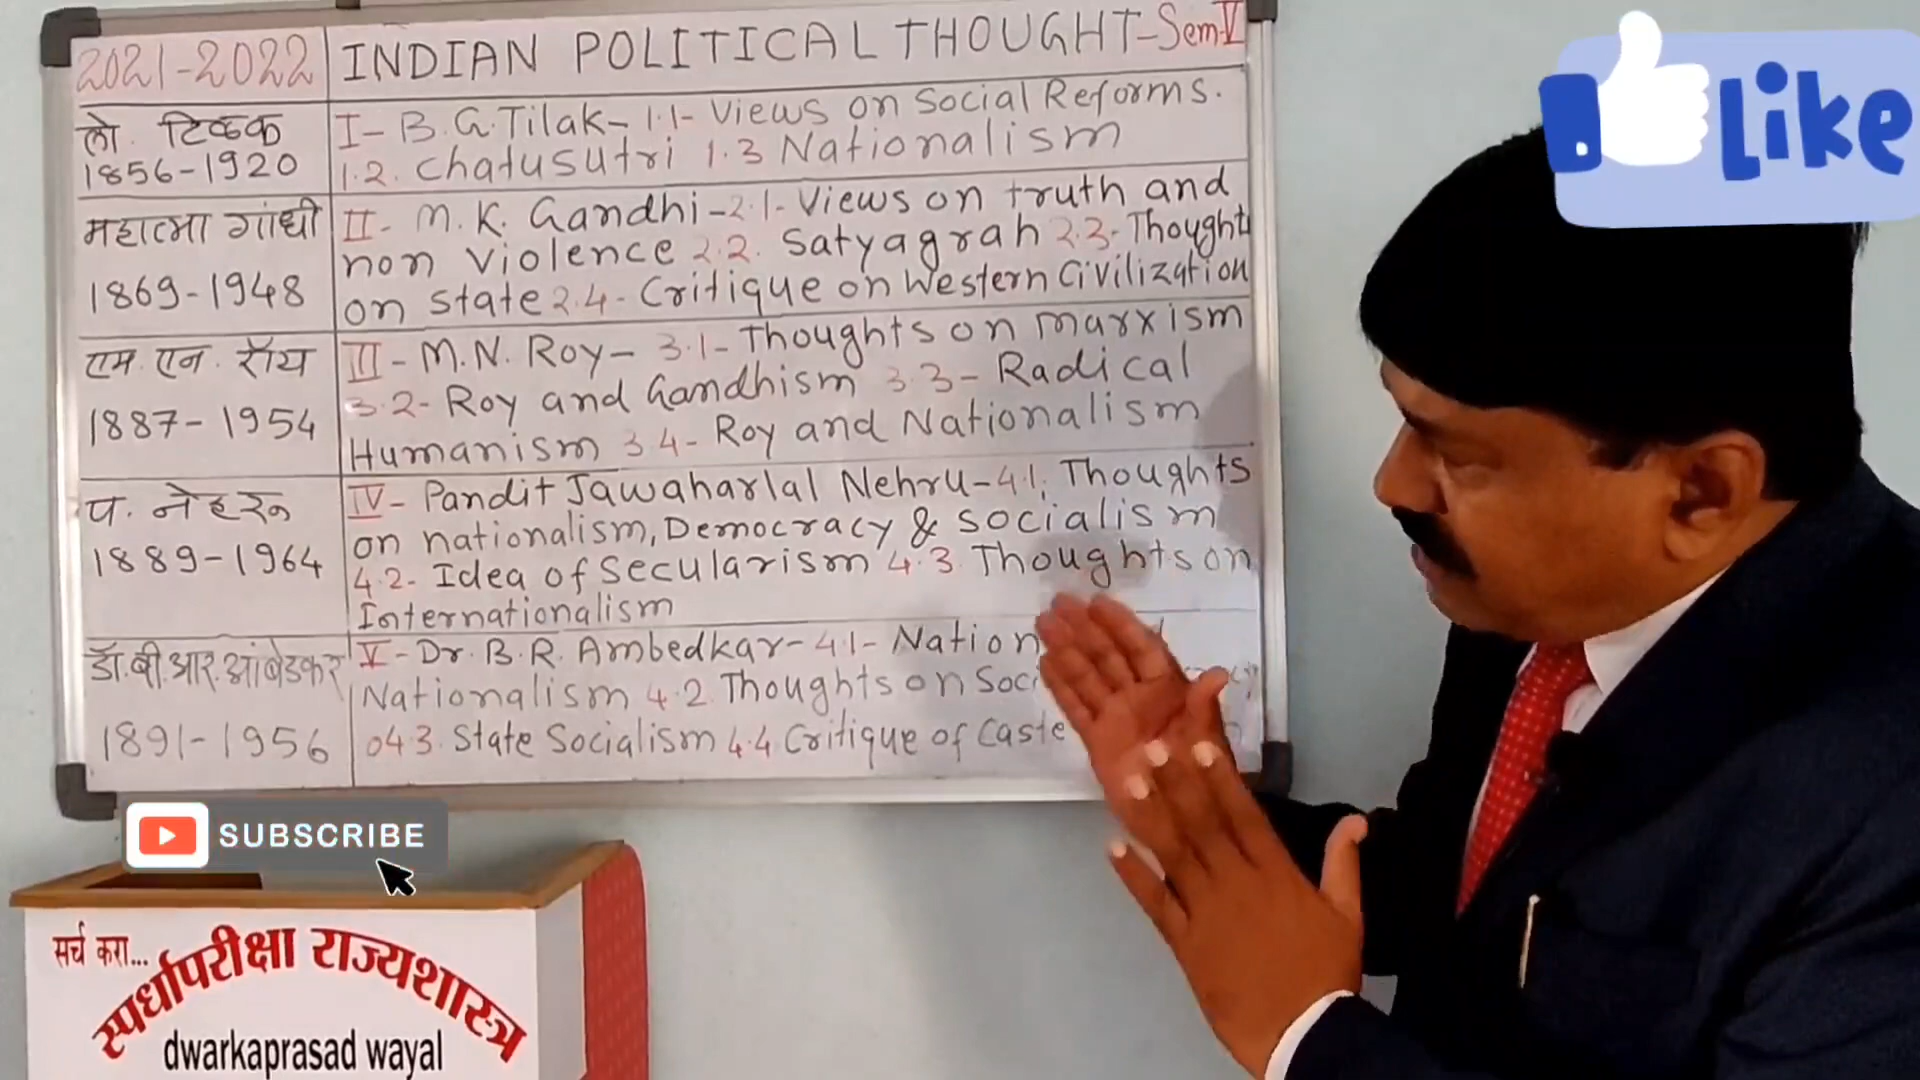 2021-2022
INDIAN POLITICAL THOUGHT-Sem-V
लो. टिळक
1856-1920
I- B.G.Tilak- 1.1- Views on Social Reforms.
1.2. Chatusutri 1.3 Nationalism
महात्मा गांधी
1869-1948
II- M.K. Gandhi-2.1- Views on truth and
non violence 2.2. Satyagrah 2.3- Thought
on state 2.4- Critique on Western Civilization
एम. एन. रॉय
1887-1954
III- M.N. Roy- 3.1- Thoughts on marxism
3.2- Roy and Gandhism 3.3- Radical
Humanism 3.4- Roy and Nationalism
पं. नेहरू
1889-1964
IV- Pandit Jawaharlal Nehru-4.1. Thoughts
on nationalism, Democracy & socialism
4.2- Idea of Secularism 4.3 Thoughts on
Internationalism
डॉ.बी.आर.आंबेडकर
1891-1956
V- Dr. B.R. Ambedkar- 4.1- Nation
Nationalism 4.2 Thoughts on
04.3. State Socialism 4.4 Critique of Caste
Like
SUBSCRIBE
सर्च करा...
स्पर्धापरीक्षा राज्यशास्त्र
dwarkaprasad wayal